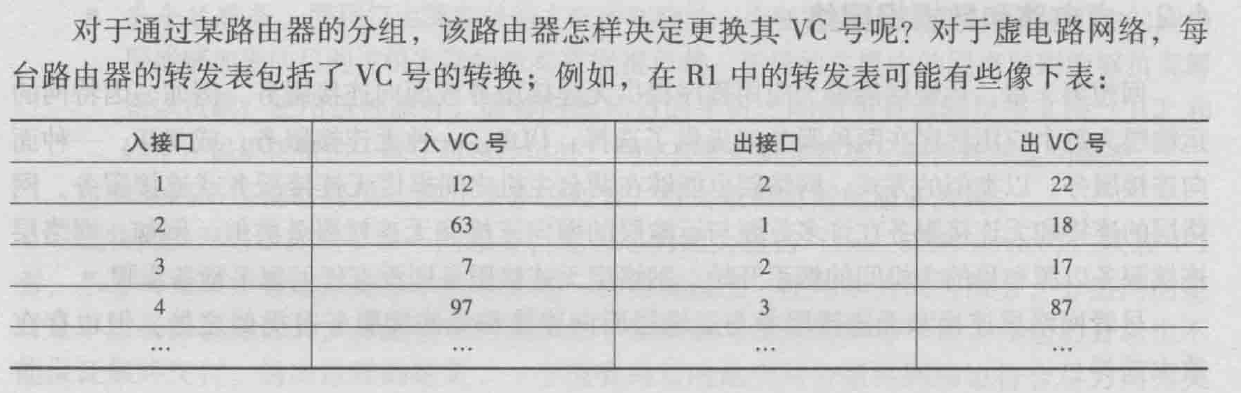 对于通过某路由器的分组，该路由器怎样决定更换其 VC 号呢？对于虚电路网络，每
台路由器的转发表包括了 VC 号的转换；例如，在 R1 中的转发表可能有些像下表：
入接口 入 VC 号 出接口 出 VC 号
1 12 2 22
2 63 1 18
3 7 2 17
4 97 3 87
… … … …